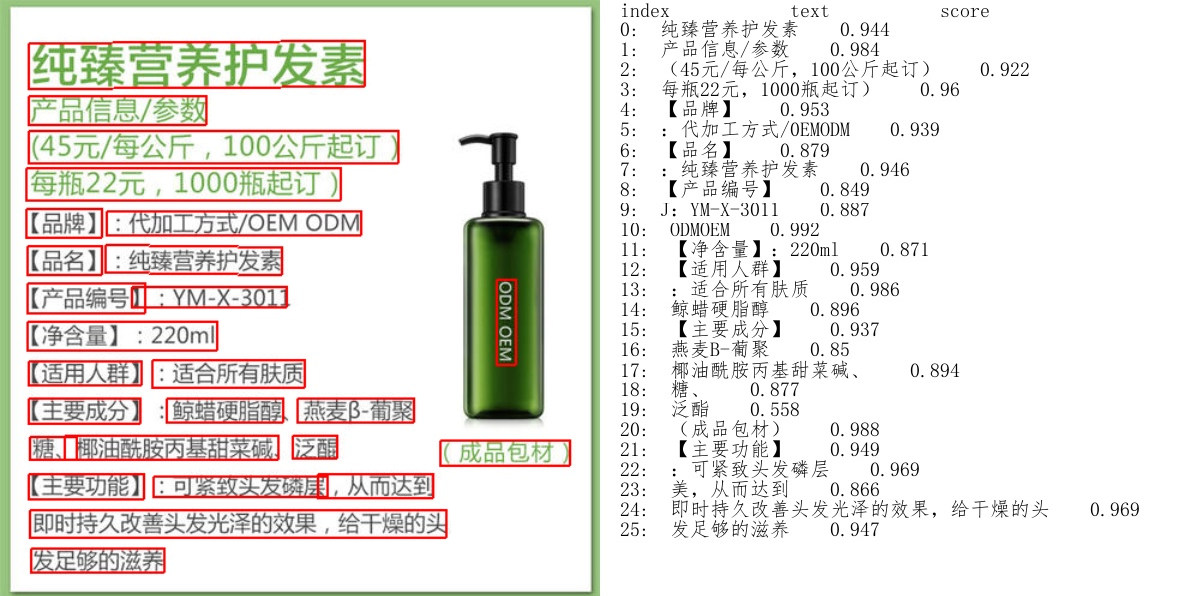 纯臻营养护发素
产品信息/参数
(45元/每公斤，100公斤起订）
每瓶22元，1000瓶起订）
【品牌】：代加工方式/OEM ODM
【品名】：纯臻营养护发素
【产品编号】：YM-X-3011
ODM OEM
【净含量】：220ml
【适用人群】：适合所有肤质
【主要成分】：鲸蜡硬脂醇、燕麦β-葡聚
糖、椰油酰胺丙基甜菜碱、泛醌
（成品包材）
【主要功能】：可紧致头发磷层，从而达到
即时持久改善头发光泽的效果，给干燥的头
发足够的滋养
index text score
0: 纯臻营养护发素 0.944
1: 产品信息/参数 0.984
2: （45元/每公斤，100公斤起订） 0.922
3: 每瓶22元，1000瓶起订） 0.96
4: 【品牌】 0.953
5: ：代加工方式/OEMODM 0.939
6: 【品名】 0.879
7: ：纯臻营养护发素 0.946
8: 【产品编号】 0.849
9: J：YM-X-3011 0.887
10: ODMOEM 0.992
11: 【净含量】：220ml 0.871
12: 【适用人群】 0.959
13: ：适合所有肤质 0.986
14: 鲸蜡硬脂醇 0.896
15: 【主要成分】 0.937
16: 燕麦B-葡聚 0.85
17: 椰油酰胺丙基甜菜碱、 0.894
18: 糖、 0.877
19: 泛酯 0.558
20: （成品包材） 0.988
21: 【主要功能】 0.949
22: ：可紧致头发磷层 0.969
23: 美，从而达到 0.866
24: 即时持久改善头发光泽的效果，给干燥的头 0.969
25: 发足够的滋养 0.947